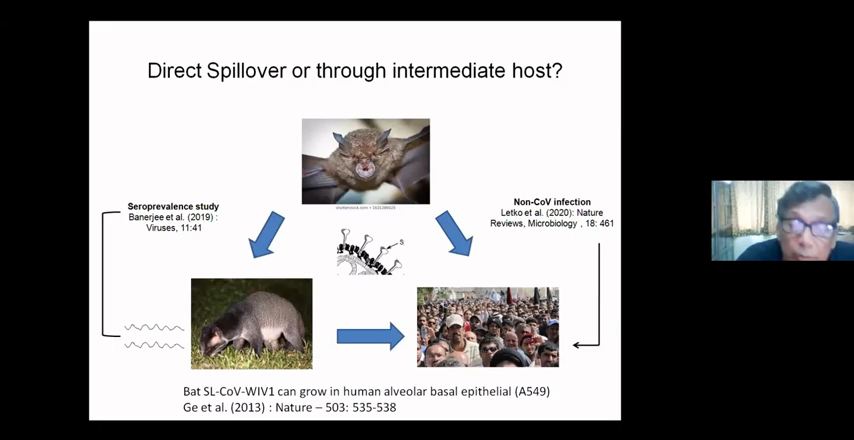 Direct Spillover or through intermediate host?
Seroprevalence study
Banerjee et al. (2019) :
Viruses, 11:41
Non-CoV infection
Letko et al. (2020): Nature
Reviews, Microbiology , 18: 461
S
Bat SL-CoV-WIV1 can grow in human alveolar basal epithelial (A549)
Ge et al. (2013) : Nature – 503: 535-538